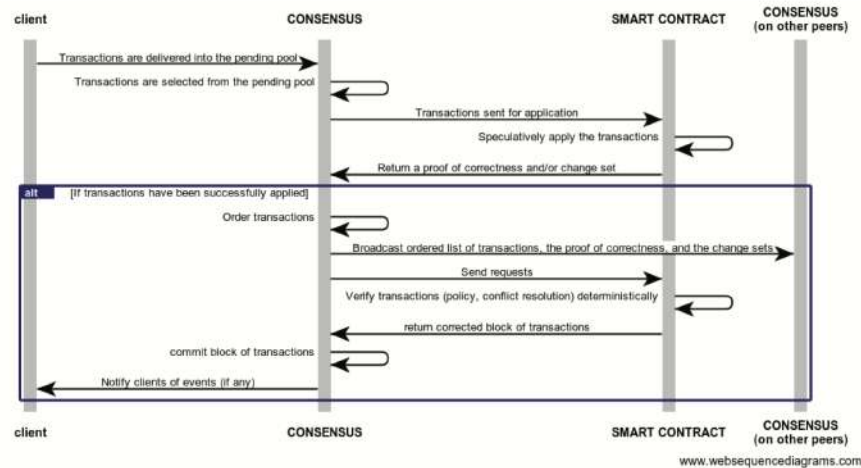 client
CONSENSUS
SMART CONTRACT
CONSENSUS
(on other peers)
Transactions are delivered into the pending pool
Transactions are selected from the pending pool
Transactions sent for application
Speculatively apply the transactions
Return a proof of correctness and/or change set
alt
[If transactions have been successfully applied]
Order transactions
Broadcast ordered list of transactions, the proof of correctness, and the change sets
Send requests
Verify transactions (policy, conflict resolution) deterministically
return corrected block of transactions
commit block of transactions
Notify clients of events (if any)
client
CONSENSUS
SMART CONTRACT
CONSENSUS
(on other peers)
www.websequencediagrams.com